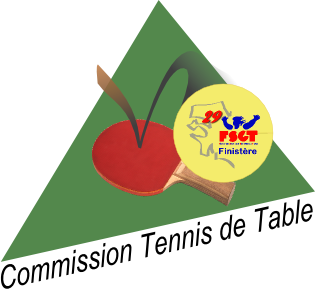 29
FSGT
Finistère
Commission Tennis de Table